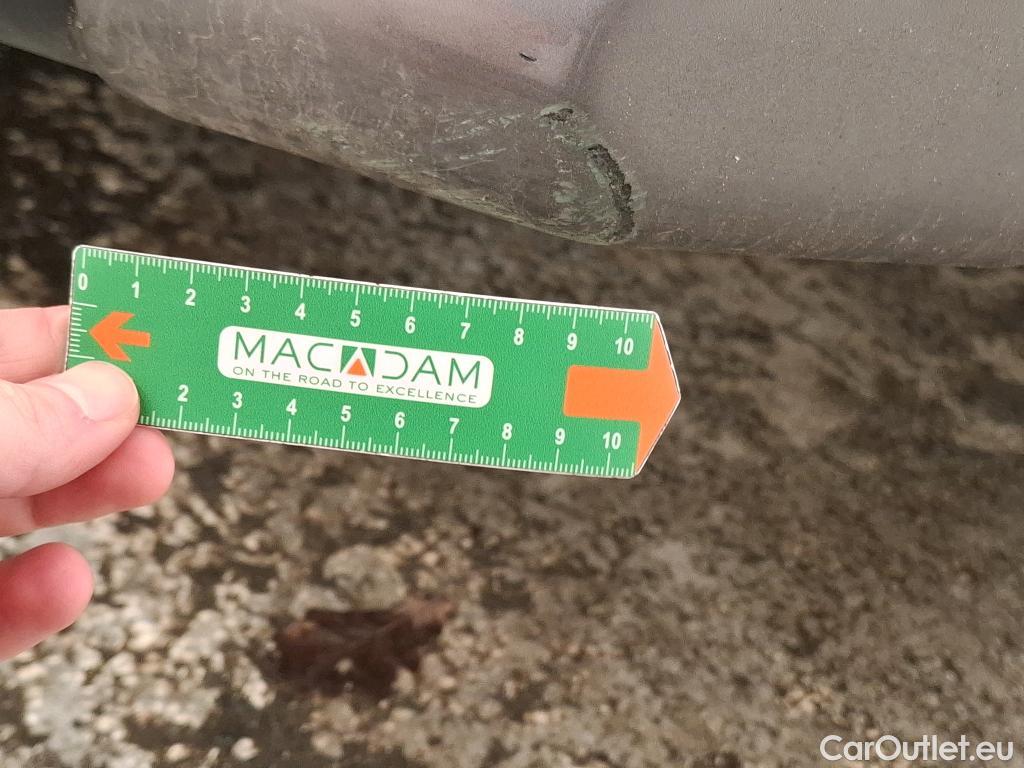 0 1 2 3 4 5 6 7 8 9 10
MACADAM
ON THE ROAD TO EXCELLENCE
2 3 4 5 6 7 8 9 10
CarOutlet.eu